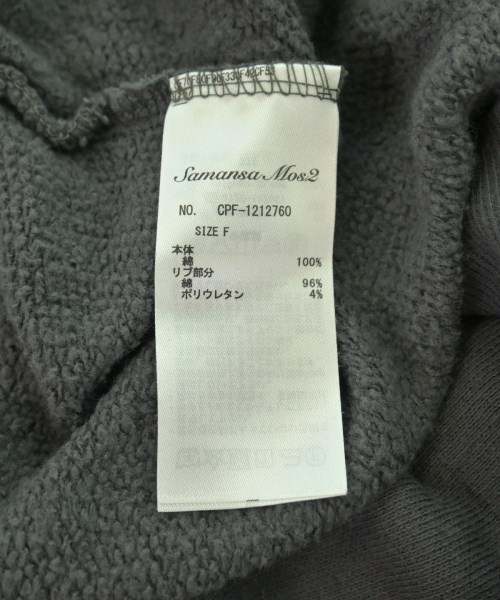 Samansa Mos2
NO. CPF-1212760
SIZE F
本体
綿 100%
リブ部分
綿 96%
ポリウレタン 4%